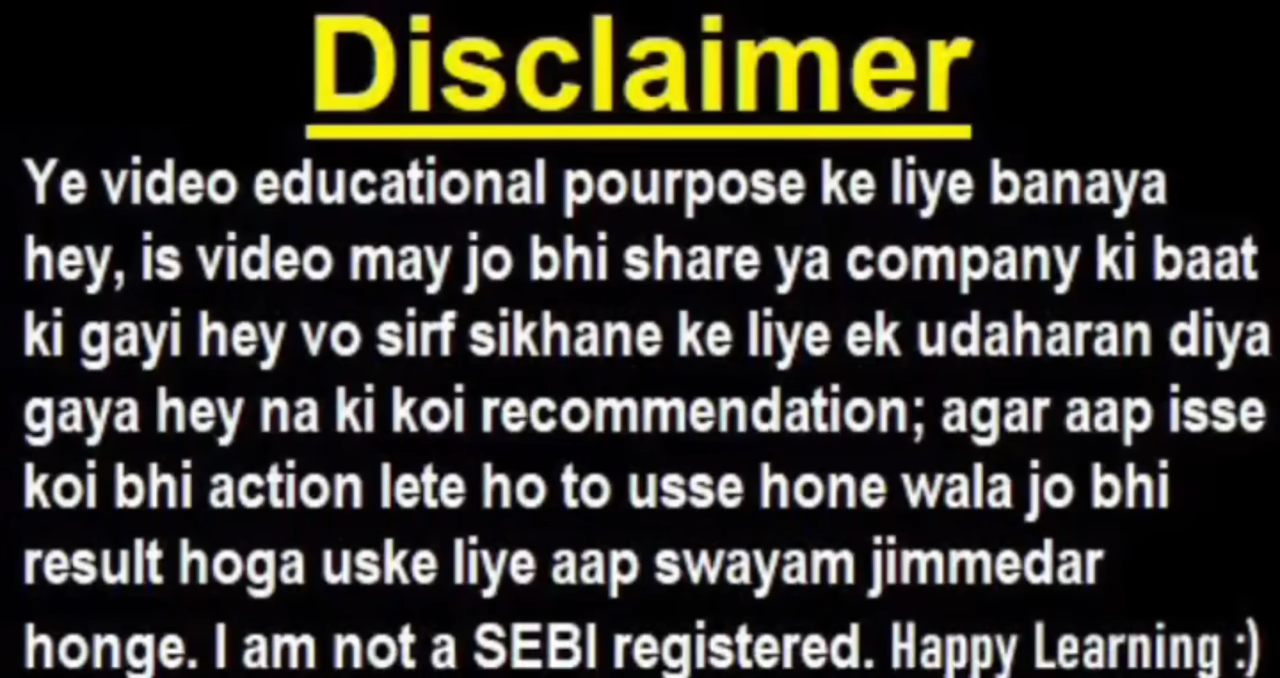 Disclaimer
Ye video educational pourpose ke liye banaya
hey, is video may jo bhi share ya company ki baat
ki gayi hey vo sirf sikhane ke liye ek udaharan diya
gaya hey na ki koi recommendation; agar aap isse
koi bhi action lete ho to usse hone wala jo bhi
result hoga uske liye aap swayam jimmedar
honge. I am not a SEBI registered. Happy Learning :)